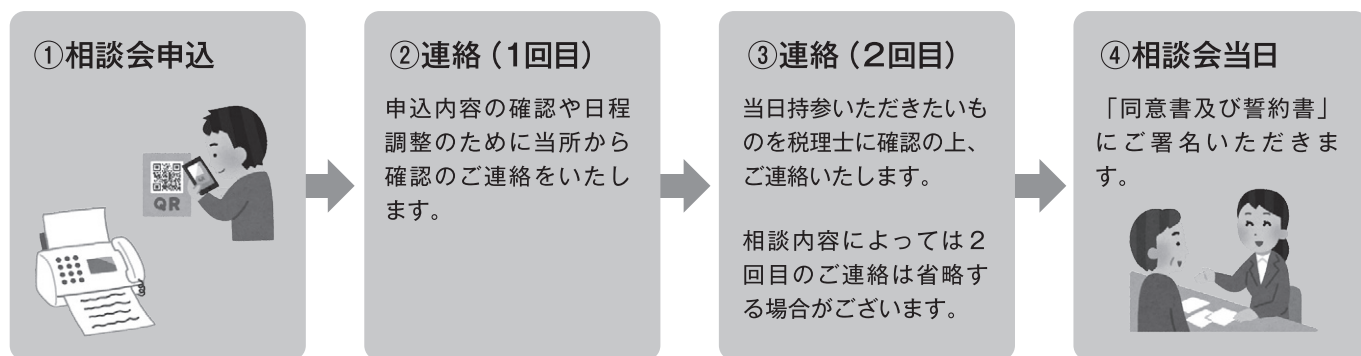 ①相談会申込
QR
②連絡（1回目）
申込内容の確認や日程
調整のために当所から
確認のご連絡をいたし
ます。
③連絡（2回目）
当日持参いただきたいも
のを税理士に確認の上、
ご連絡いたします。
相談内容によっては２
回目のご連絡は省略す
る場合がございます。
④相談会当日
「同意書及び誓約書」
にご署名いただきま
す。